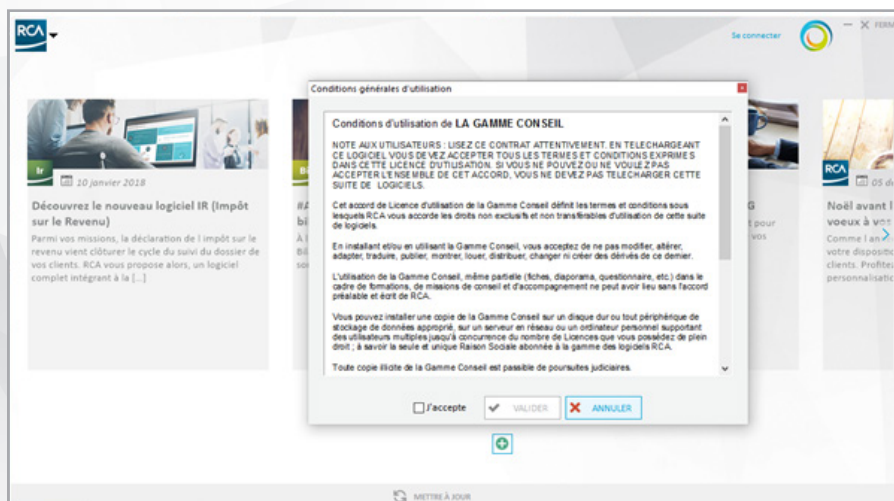 RCA
Se connecter
FERM
Conditions générales d'utilisation
Conditions d'utilisation de LA GAMME CONSEIL
NOTE AUX UTILISATEURS : LISEZ CE CONTRAT ATTENTIVEMENT. EN TELECHARGEANT
CE LOGICIEL VOUS DEVEZ ACCEPTER TOUS LES TERMES ET CONDITIONS EXPRIMES
DANS CETTE LICENCE D'UTILISATION. SI VOUS NE POUVEZ OU NE VOULEZ PAS
ACCEPTER L'ENSEMBLE DE CET ACCORD, VOUS NE DEVEZ PAS TELECHARGER CETTE
SUITE DE LOGICIELS.
Cet accord de Licence d'utilisation de la Gamme Conseil définit les termes et conditions sous
lesquels RCA vous accorde les droits non exclusifs et non transférables d'utilisation de cette suite
de logiciels.
En installant et/ou en utilisant la Gamme Conseil, vous acceptez de ne pas modifier, altérer,
adapter, traduire, publier, montrer, louer, distribuer, changer ni créer des dérivés de ce dernier.
L'utilisation de la Gamme Conseil, même partielle (fiches, diaporama, questionnaire, etc.) dans le
cadre de formations, de missions de conseil et d'accompagnement ne peut avoir lieu sans l'accord
préalable et écrit de RCA.
Vous pouvez installer une copie de la Gamme Conseil sur un disque dur ou tout périphérique de
stockage de données approprié, sur un serveur en réseau ou un ordinateur personnel supportant
des utilisateurs multiples jusqu'à concurrence du nombre de Licences que vous possédez de plein
droit ; à savoir la seule et unique Raison Sociale abonnée à la gamme des logiciels RCA.
Toute copie illicite de la Gamme Conseil est passible de poursuites judiciaires.
J'accepte
VALIDER
ANNULER
Ir
10 janvier 2018
Découvrez le nouveau logiciel IR (Impôt
sur le Revenu)
Parmi vos missions, la déclaration de l impôt sur le
revenu vient clôturer le cycle du suivi du dossier de
vos clients. RCA vous propose alors, un logiciel
complet intégrant à la [...]
Bi
#A
bi
À l
Bil
so
G
pour
vos
RCA
05 d
Noël avant l
voeux à vos
Comme l an
votre dispositio
clients. Profite
personnalisatio
METTRE À JOUR